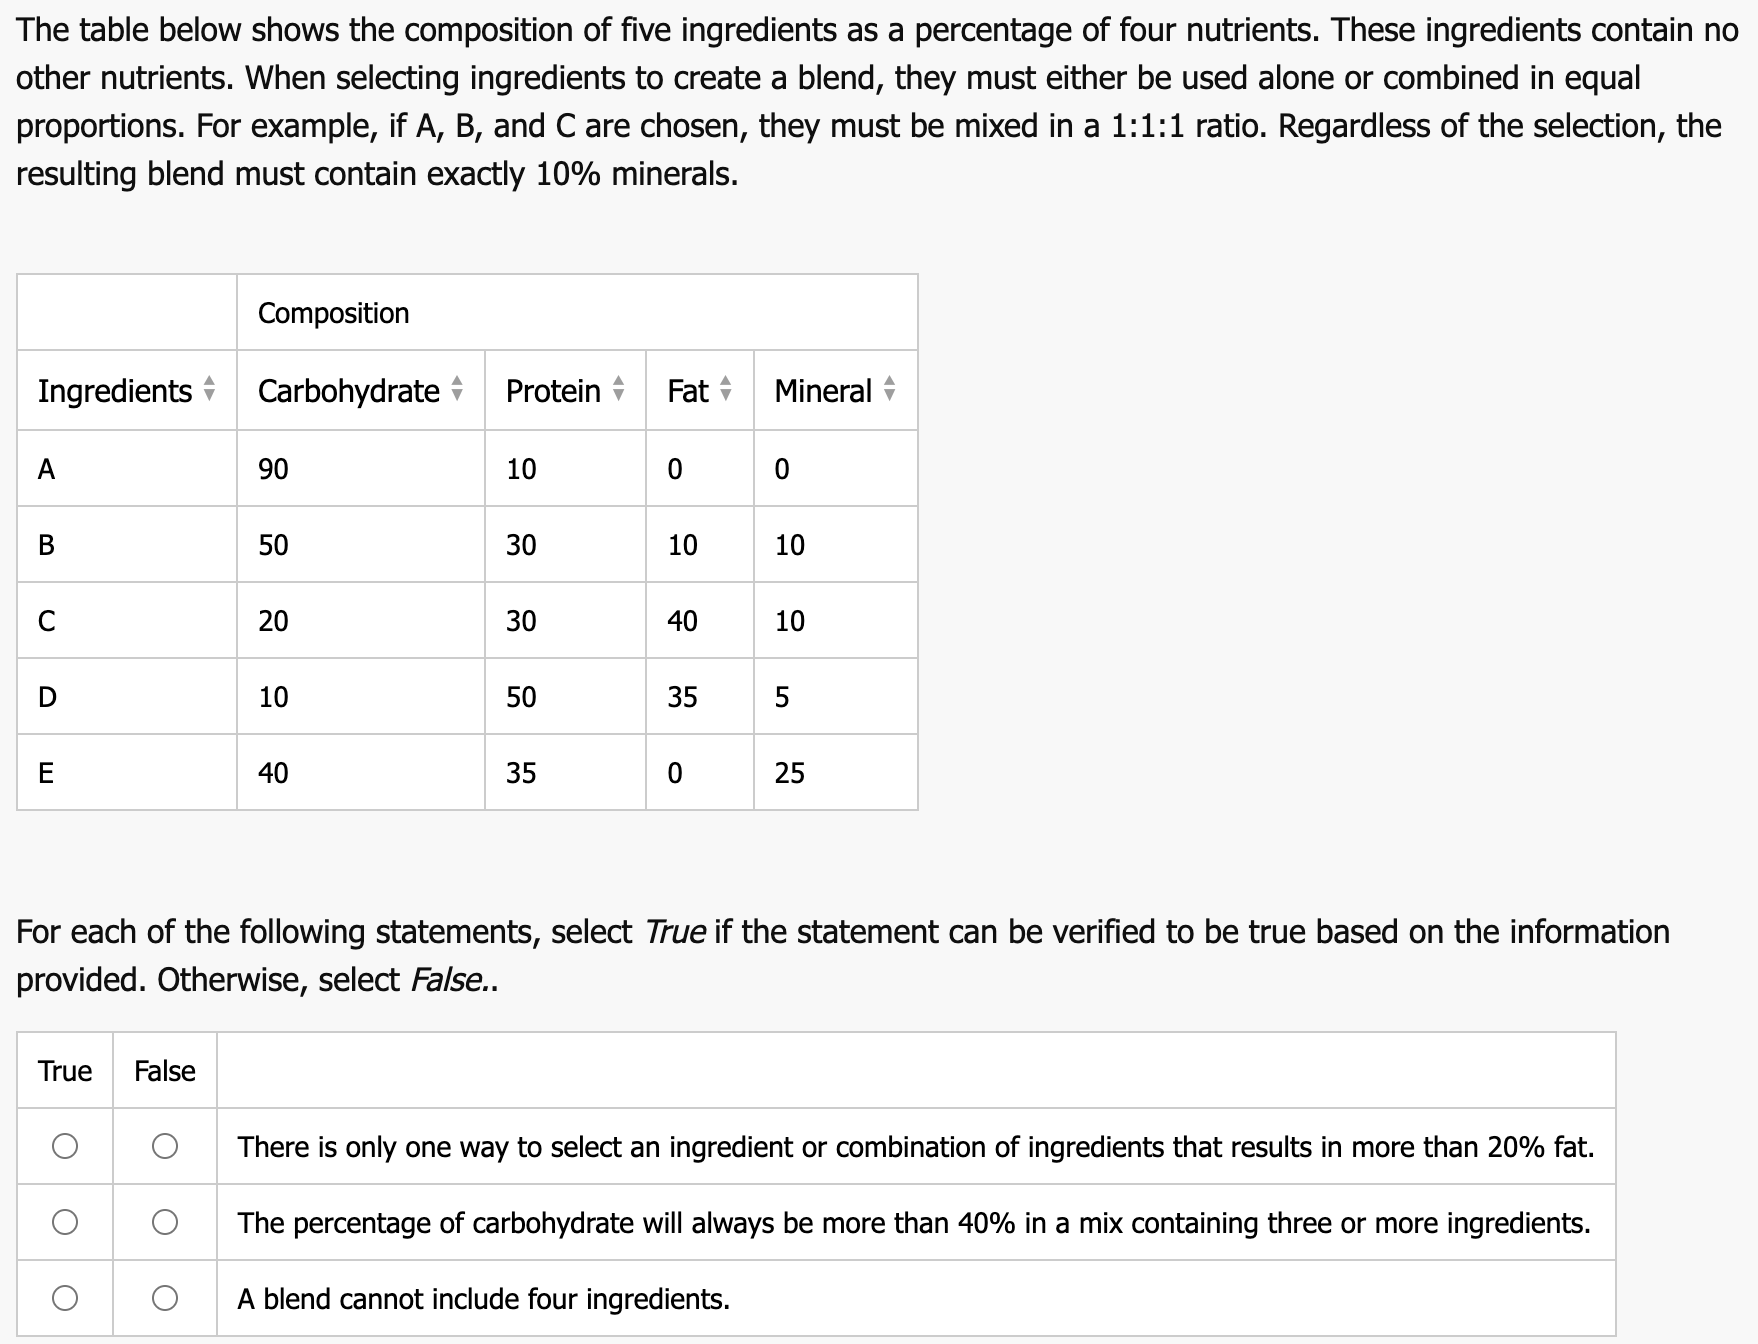 The table below shows the composition of five ingredients as a percentage of four nutrients. These ingredients contain no
other nutrients. When selecting ingredients to create a blend, they must either be used alone or combined in equal
proportions. For example, if A, B, and C are chosen, they must be mixed in a 1:1:1 ratio. Regardless of the selection, the
resulting blend must contain exactly 10% minerals.
Composition
Ingredients Carbohydrate Protein Fat Mineral
A 90 10 0 0
B 50 30 10 10
C 20 30 40 10
D 10 50 35 5
E 40 35 0 25
For each of the following statements, select True if the statement can be verified to be true based on the information
provided. Otherwise, select False..
True False
There is only one way to select an ingredient or combination of ingredients that results in more than 20% fat.
The percentage of carbohydrate will always be more than 40% in a mix containing three or more ingredients.
A blend cannot include four ingredients.